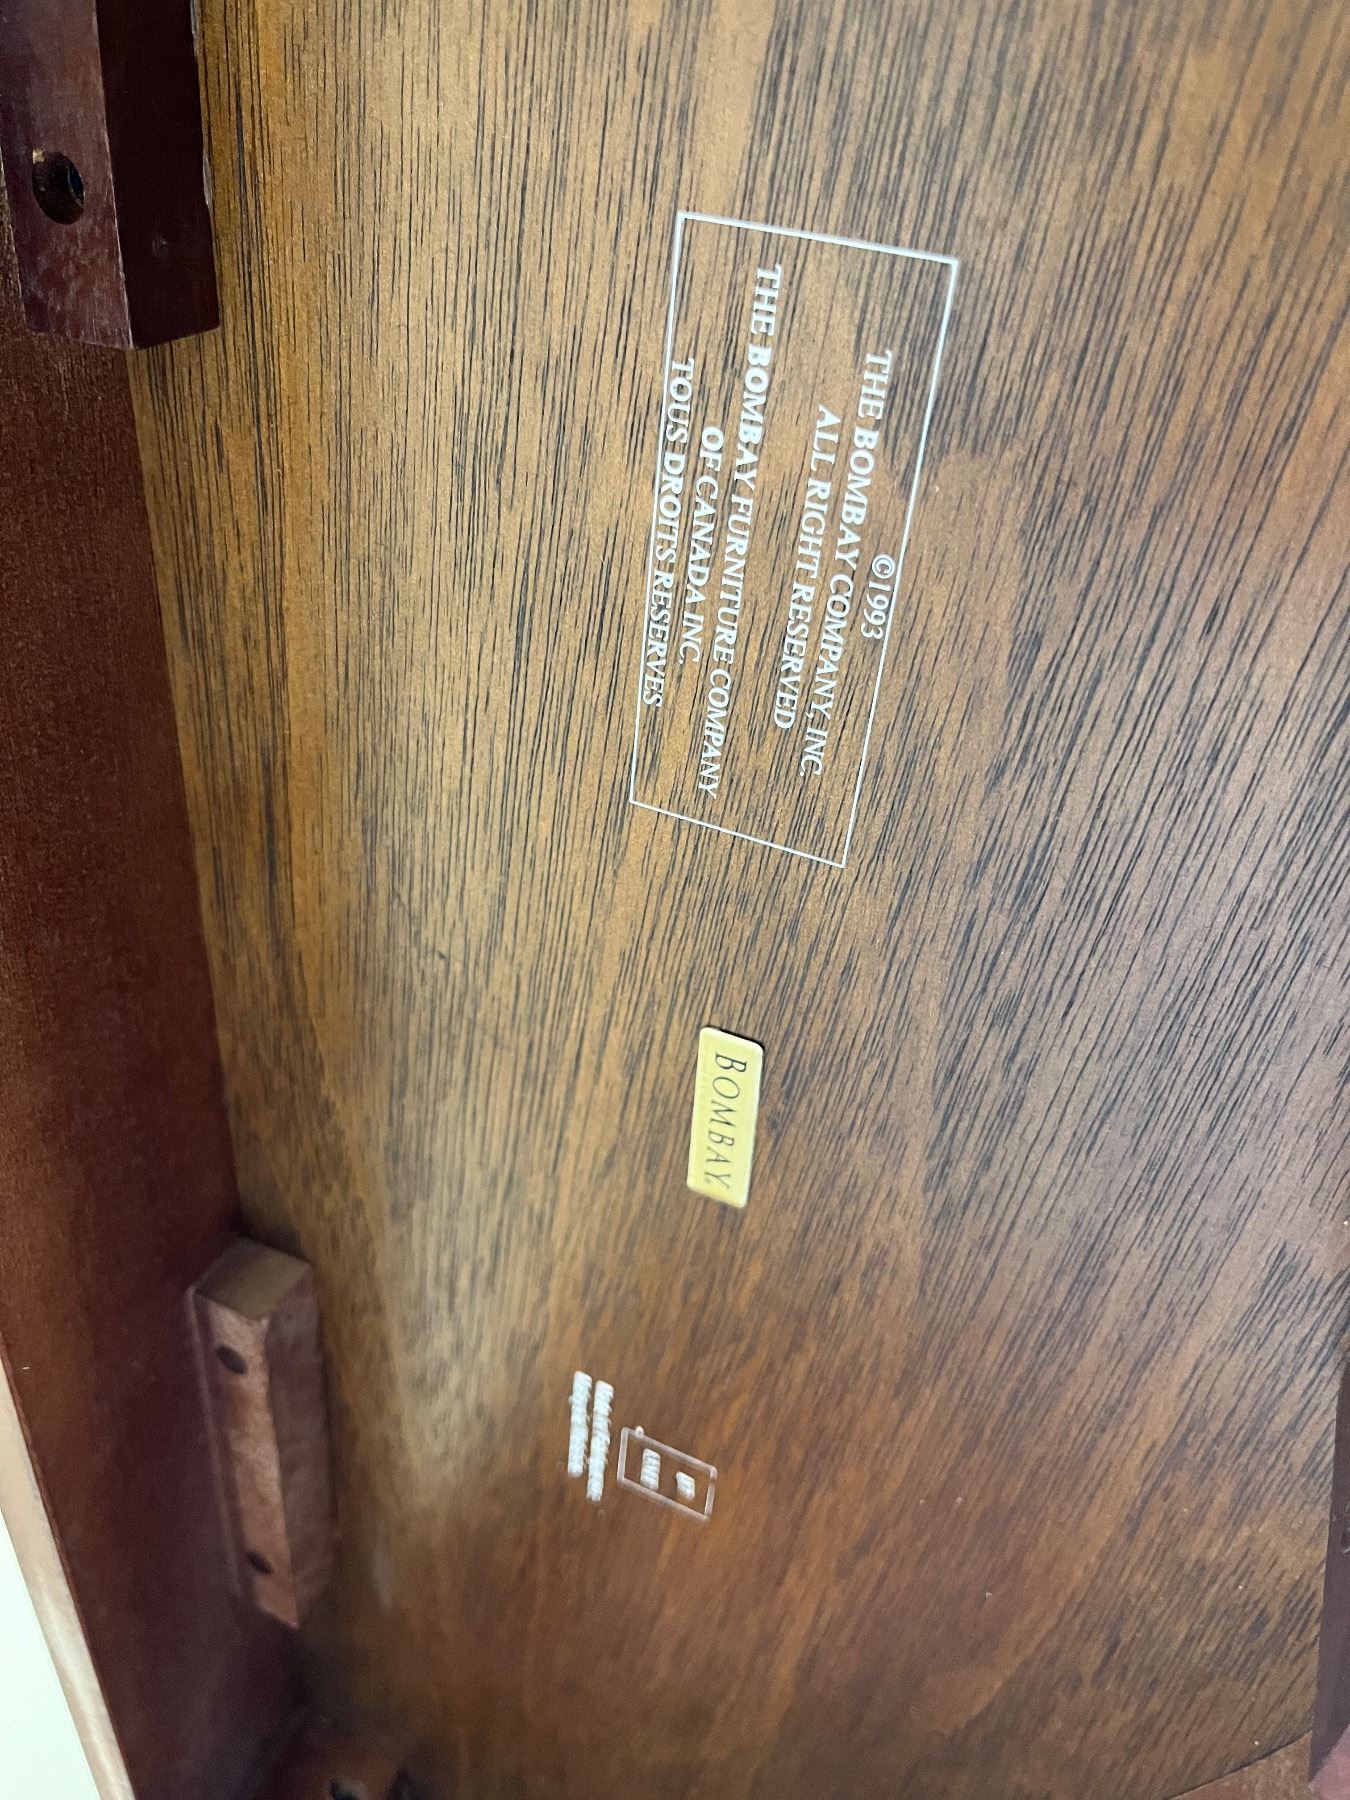 ©1993
THE BOMBAY COMPANY, INC.
ALL RIGHT RESERVED
THE BOMBAY FURNITURE COMPANY
OF CANADA INC.
TOUS DROITS RESERVES
BOMBAY